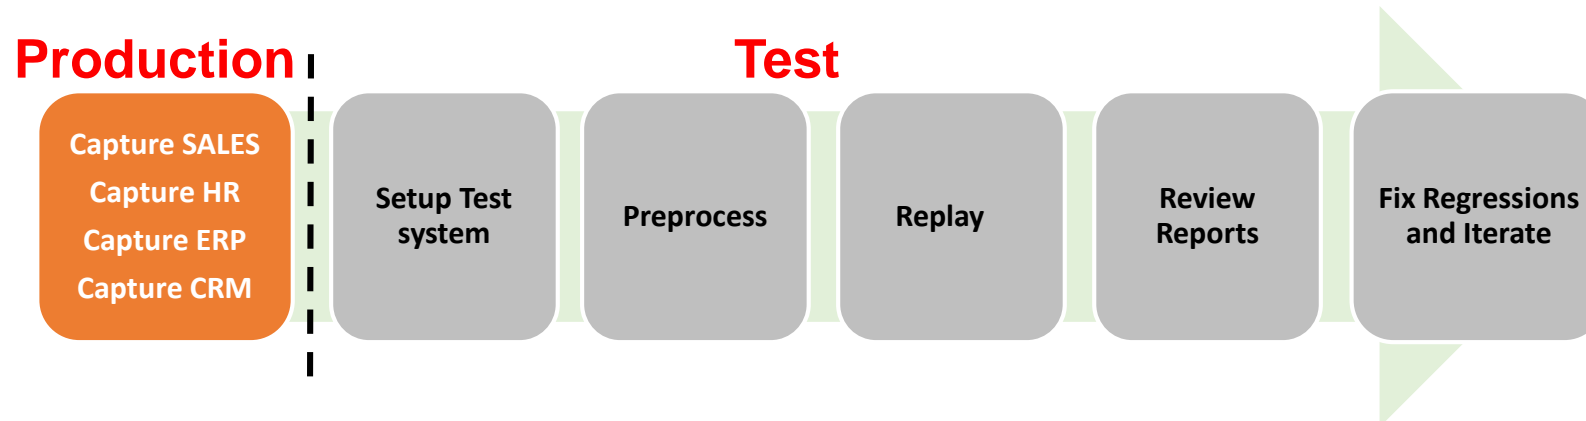 Production
Test
Capture SALES
Capture HR
Capture ERP
Capture CRM
Setup Test
system
Preprocess
Replay
Review
Reports
Fix Regressions
and Iterate